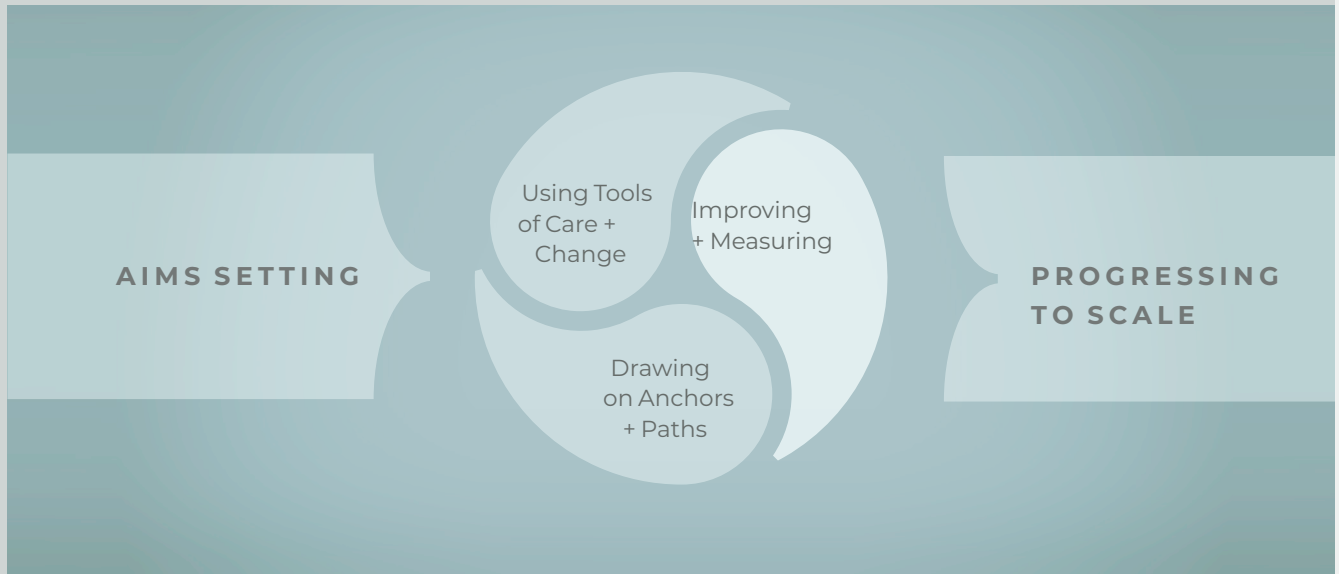 AIMS SETTING
Using Tools
of Care +
Change
Improving
+ Measuring
Drawing
on Anchors
+ Paths
PROGRESSING
TO SCALE